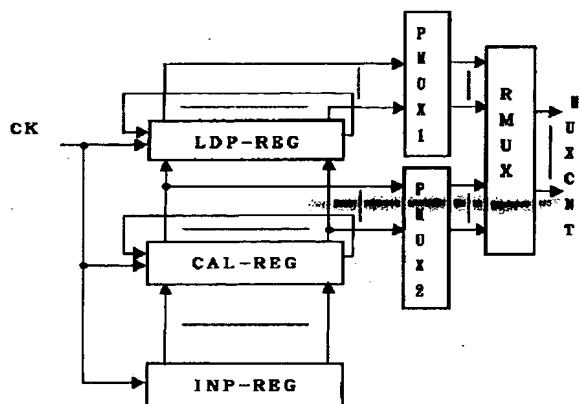 CK
LDP-REG
CAL-REG
INP-REG
PMUX1
PMUX2
RMUX
MUXCNT